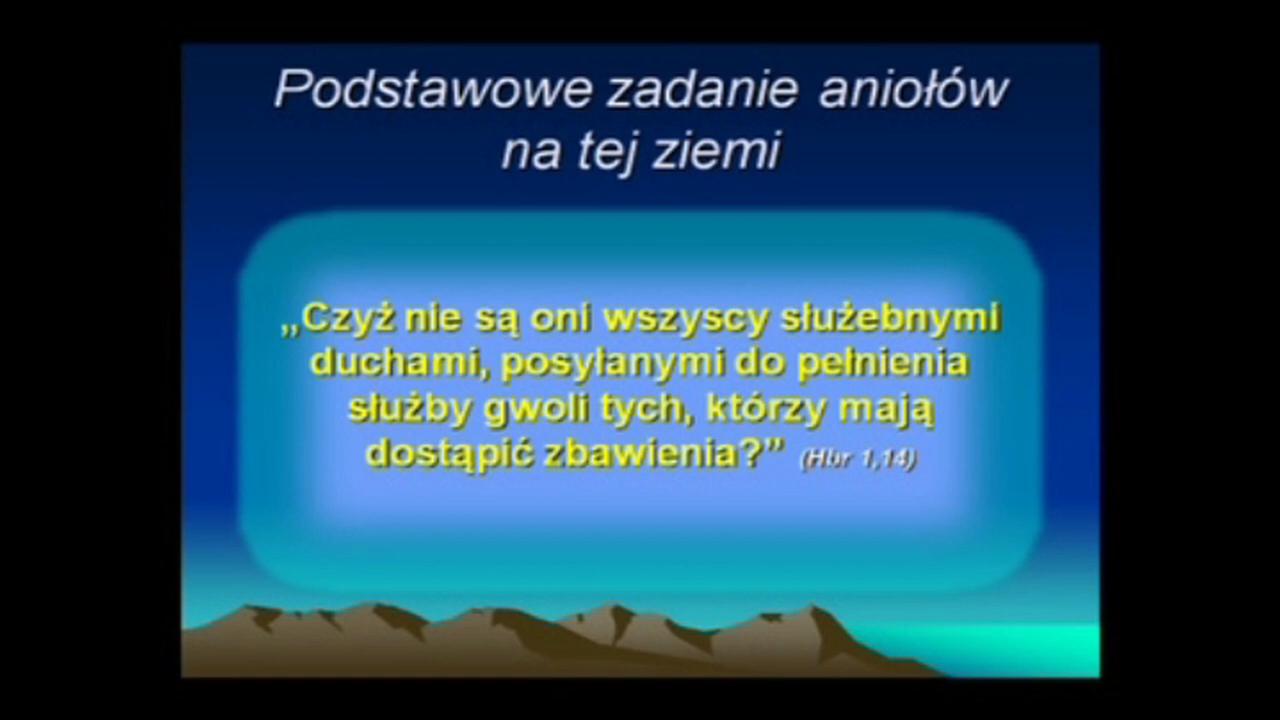 Podstawowe zadanie aniołów
na tej ziemi
„Czyż nie są oni wszyscy służebnymi
duchami, posyłanymi do pełnienia
służby gwoli tych, którzy mają
dostąpić zbawienia?” (Hbr 1,14)